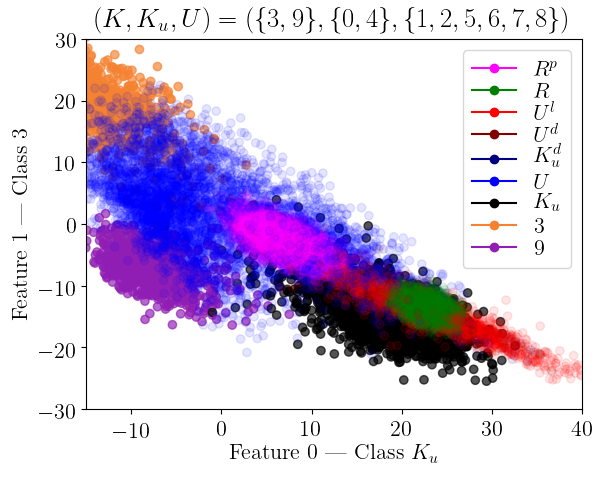 (K, K_u, U) = ({3, 9}, {0, 4}, {1, 2, 5, 6, 7, 8})
30
20
10
0
−10
−20
−30
−10
0
10
20
30
40
Feature 1 — Class 3
Feature 0 — Class K_u
R^p
R
U^l
U^d
K_u^d
U
K_u
3
9